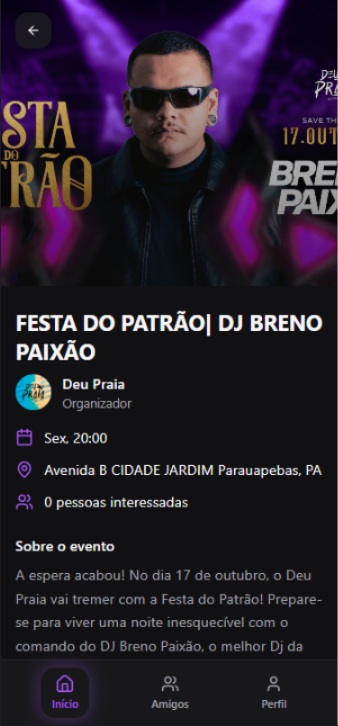 STA
DO
TRÃO
DEU
PRA
SAVE TH
17.OUT
BRE
PAIX
FESTA DO PATRÃO| DJ BRENO
PAIXÃO
Deu Praia
Organizador
Sex, 20:00
Avenida B CIDADE JARDIM Parauapebas, PA
0 pessoas interessadas
Sobre o evento
A espera acabou! No dia 17 de outubro, o Deu
Praia vai tremer com a Festa do Patrão! Prepare-
se para viver uma noite inesquecível com o
comando do DJ Breno Paixão, o melhor Dj da
Início
Amigos
Perfil